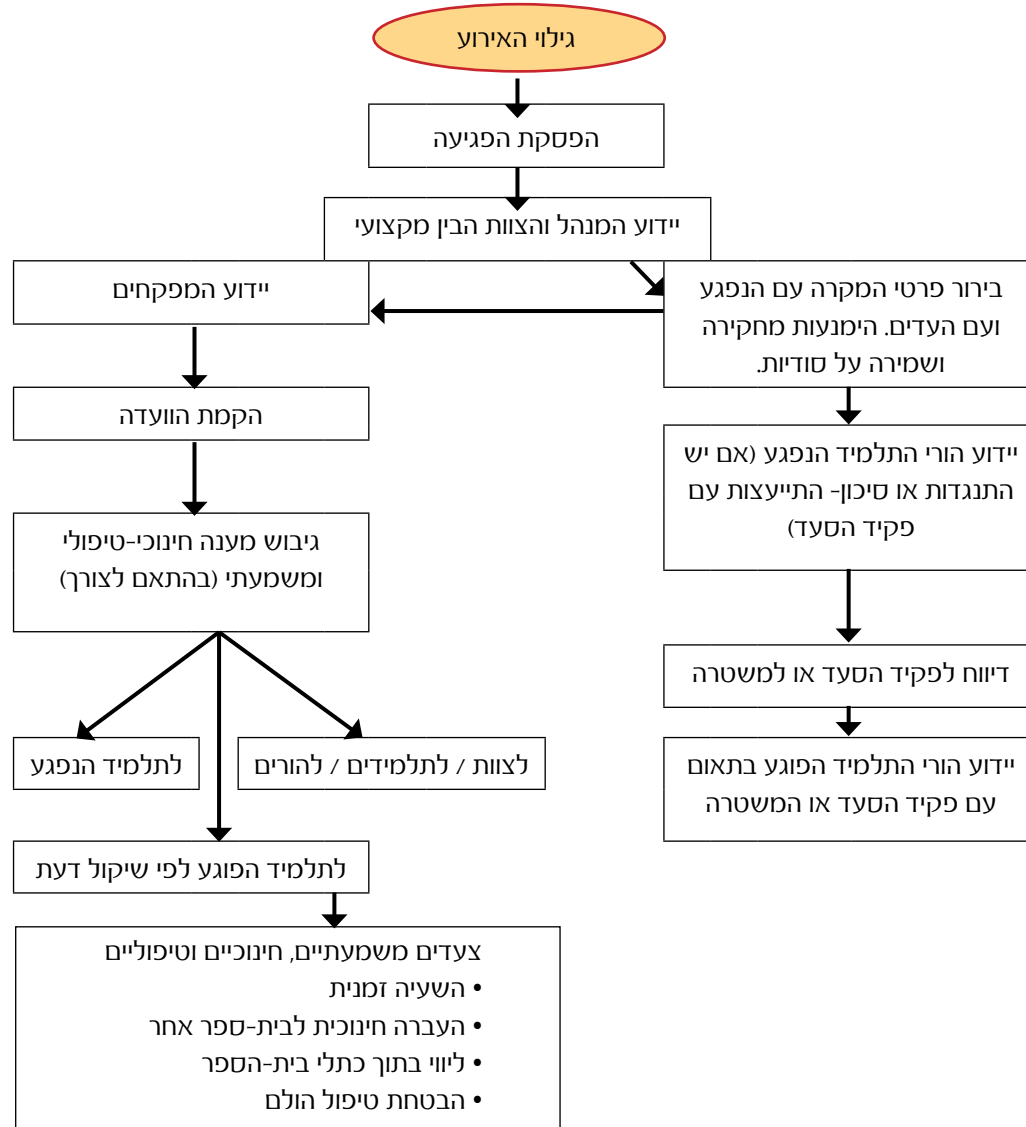 גילוי האירוע
הפסקת הפגיעה
יידוע המנהל והצוות הבין מקצועי
בירור פרטי המקרה עם הנפגע
ועם העדים. הימנעות מחקירה
ושמירה על סודיות.
יידוע המפקחים
הקמת הוועדה
יידוע הורי התלמיד הנפגע (אם יש
התנגדות או סיכון- התייעצות עם
פקיד הסעד)
גיבוש מענה חינוכי-טיפולי
ומשמעתי (בהתאם לצורך)
דיווח לפקיד הסעד או למשטרה
יידוע הורי התלמיד הפוגע בתאום
עם פקיד הסעד או המשטרה
לצוות / לתלמידים / להורים
לתלמיד הנפגע
לתלמיד הפוגע לפי שיקול דעת
צעדים משמעתיים, חינוכיים וטיפוליים
• השעיה זמנית
• העברה חינוכית לבית-ספר אחר
• ליווי בתוך כתלי בית-הספר
• הבטחת טיפול הולם